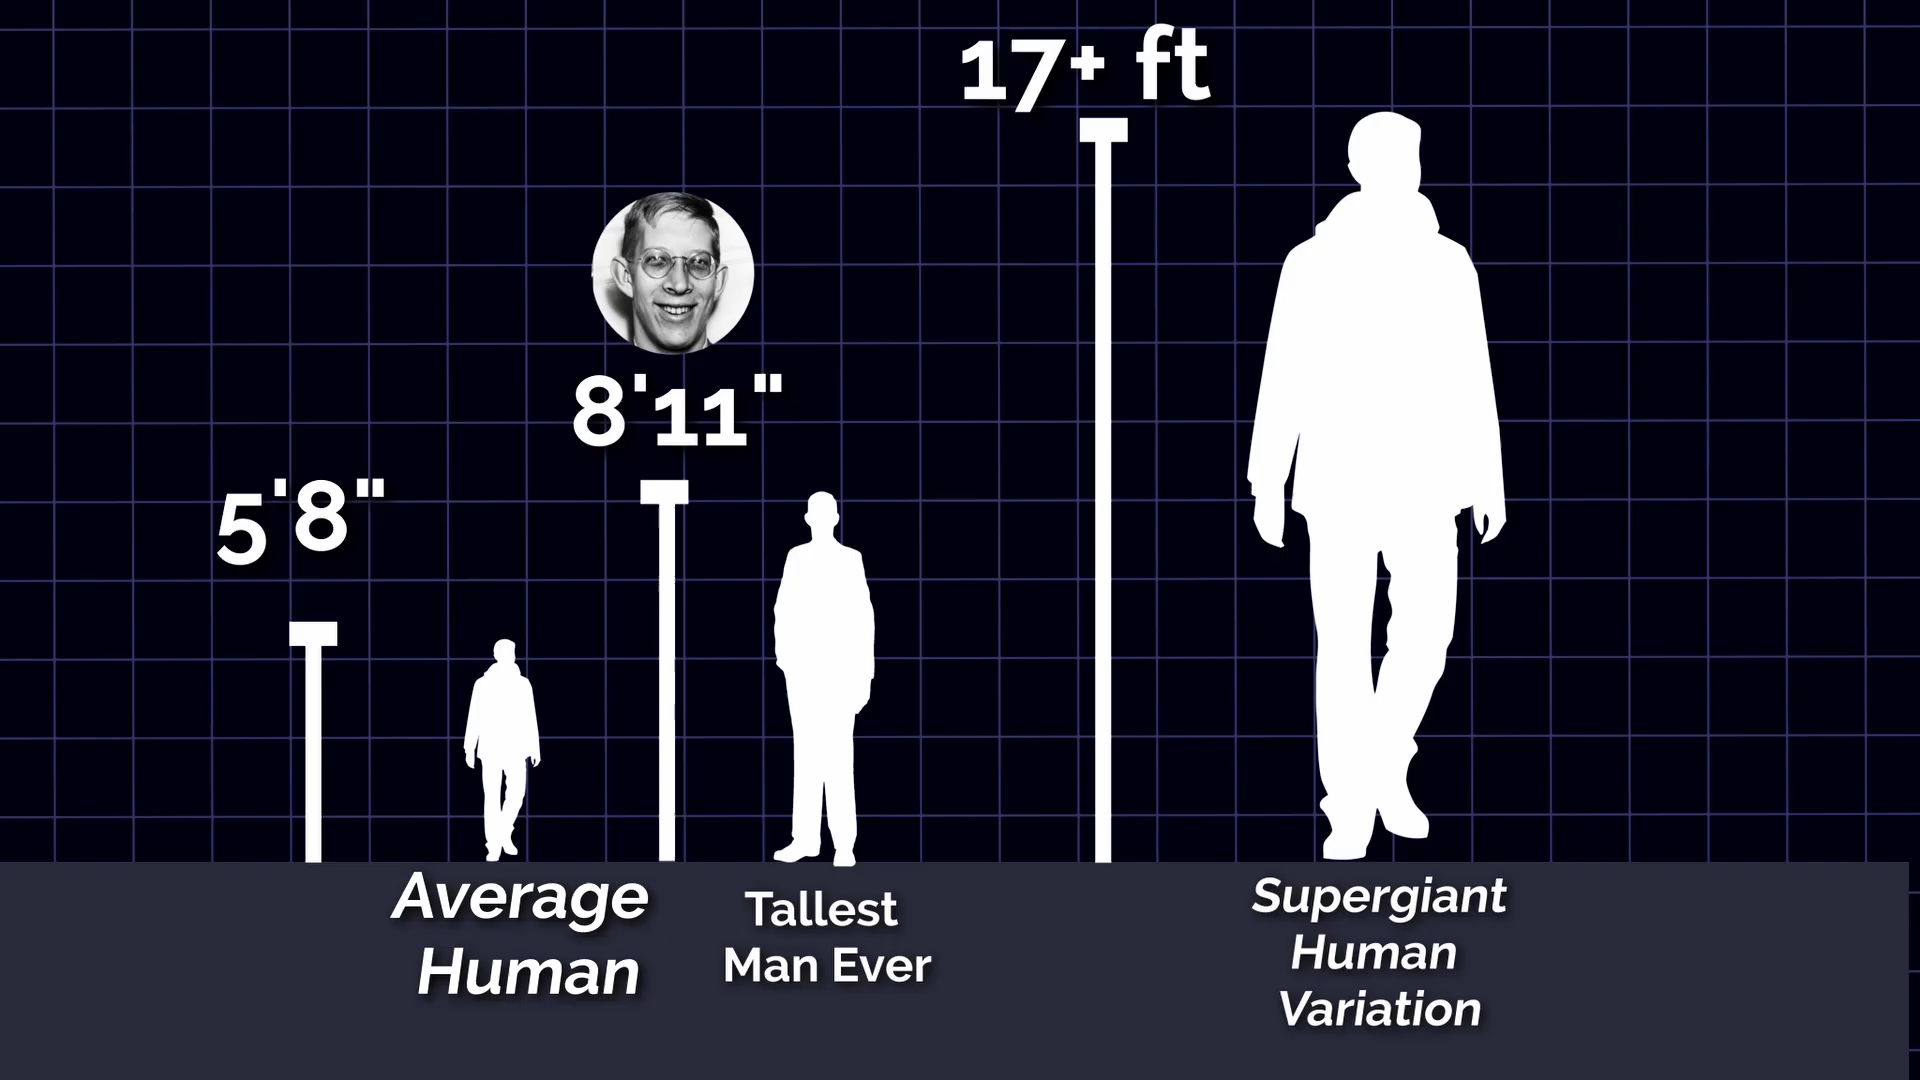 17+ ft
8'11"
5'8"
Average
Human
Tallest
Man Ever
Supergiant
Human
Variation